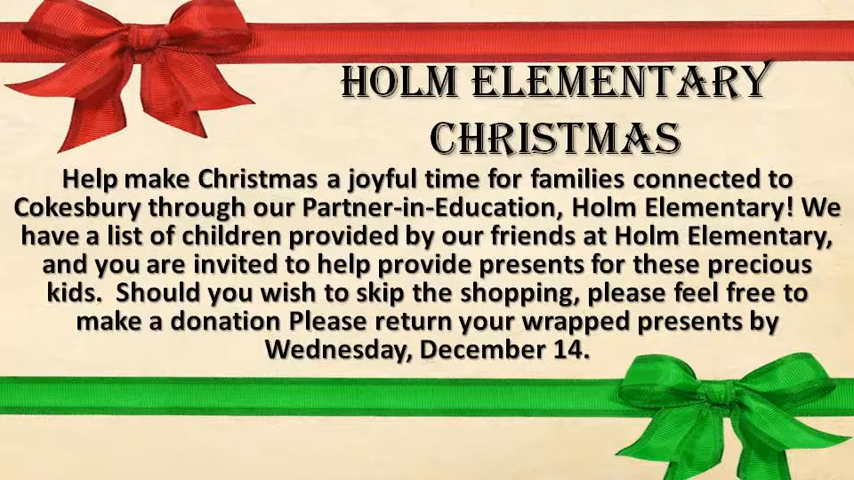 HOLM ELEMENTARY
CHRISTMAS
Help make Christmas a joyful time for families connected to
Cokesbury through our Partner-in-Education, Holm Elementary! We
have a list of children provided by our friends at Holm Elementary,
and you are invited to help provide presents for these precious
kids.  Should you wish to skip the shopping, please feel free to
make a donation Please return your wrapped presents by
Wednesday, December 14.